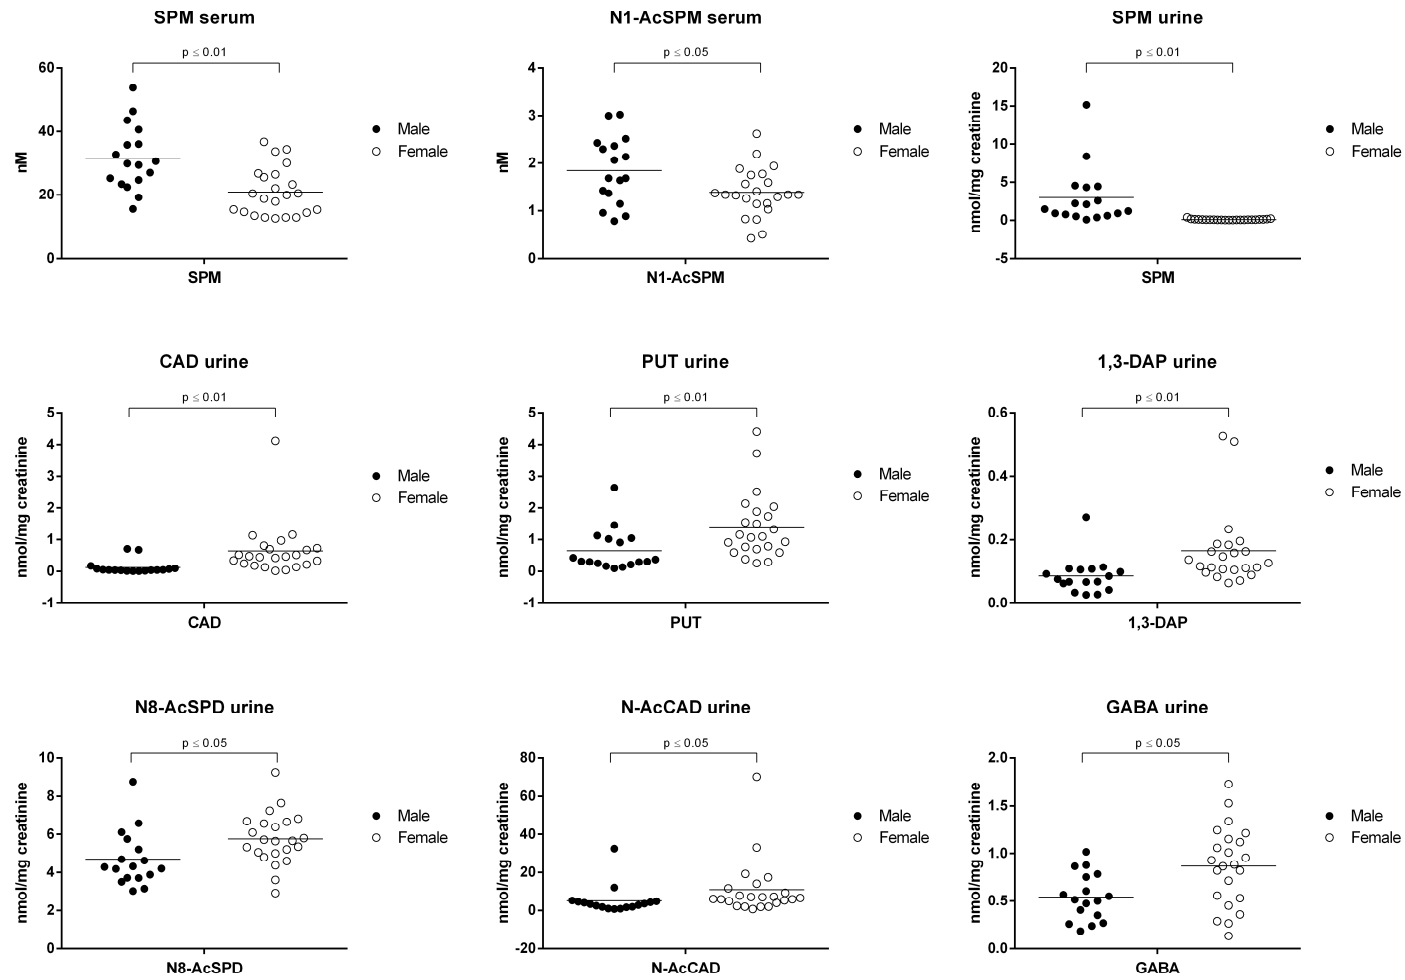 SPM serum
N1-AcSPM serum
SPM urine
p ≤ 0.01
p ≤ 0.05
p ≤ 0.01
60
40
20
0
nM
Male
Female
SPM
4
3
2
1
0
nM
Male
Female
N1-AcSPM
20
15
10
5
0
-5
nmol/mg creatinine
Male
Female
SPM
CAD urine
PUT urine
1,3-DAP urine
p ≤ 0.01
p ≤ 0.01
p ≤ 0.01
5
4
3
2
1
0
-1
nmol/mg creatinine
Male
Female
CAD
5
4
3
2
1
0
-1
nmol/mg creatinine
Male
Female
PUT
0.6
0.4
0.2
0.0
nmol/mg creatinine
Male
Female
1,3-DAP
N8-AcSPD urine
N-AcCAD urine
GABA urine
p ≤ 0.05
p ≤ 0.05
p ≤ 0.05
10
8
6
4
2
0
nmol/mg creatinine
Male
Female
N8-AcSPD
80
60
40
20
0
-20
nmol/mg creatinine
Male
Female
N-AcCAD
2.0
1.5
1.0
0.5
0.0
nmol/mg creatinine
Male
Female
GABA